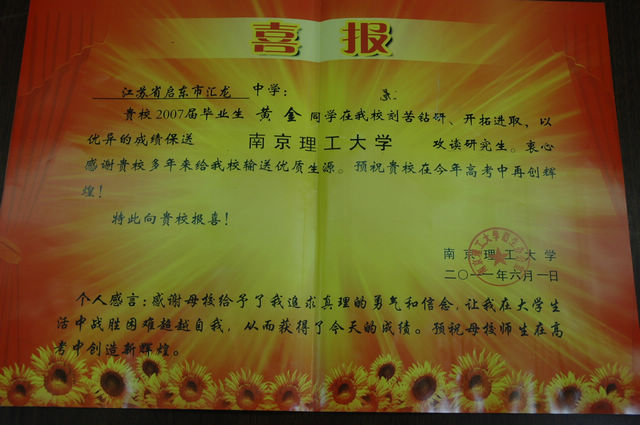 喜报
江苏省启东市汇龙 中学：
贵校2007届毕业生 黄金 同学在我校刻苦钻研、开拓进取，以
优异的成绩保送 南京理工大学 攻读研究生。衷心
感谢贵校多年来给我校输送优质生源。预祝贵校在今年高考中再创辉
煌！
特此向贵校报喜！
南京理工大学
二〇一一年六月一日
个人感言：感谢母校给予了我追求真理的勇气和信念，让我在大学生
活中战胜困难超越自我，从而获得了今天的成绩。预祝母校师生在高
考中创造新辉煌。